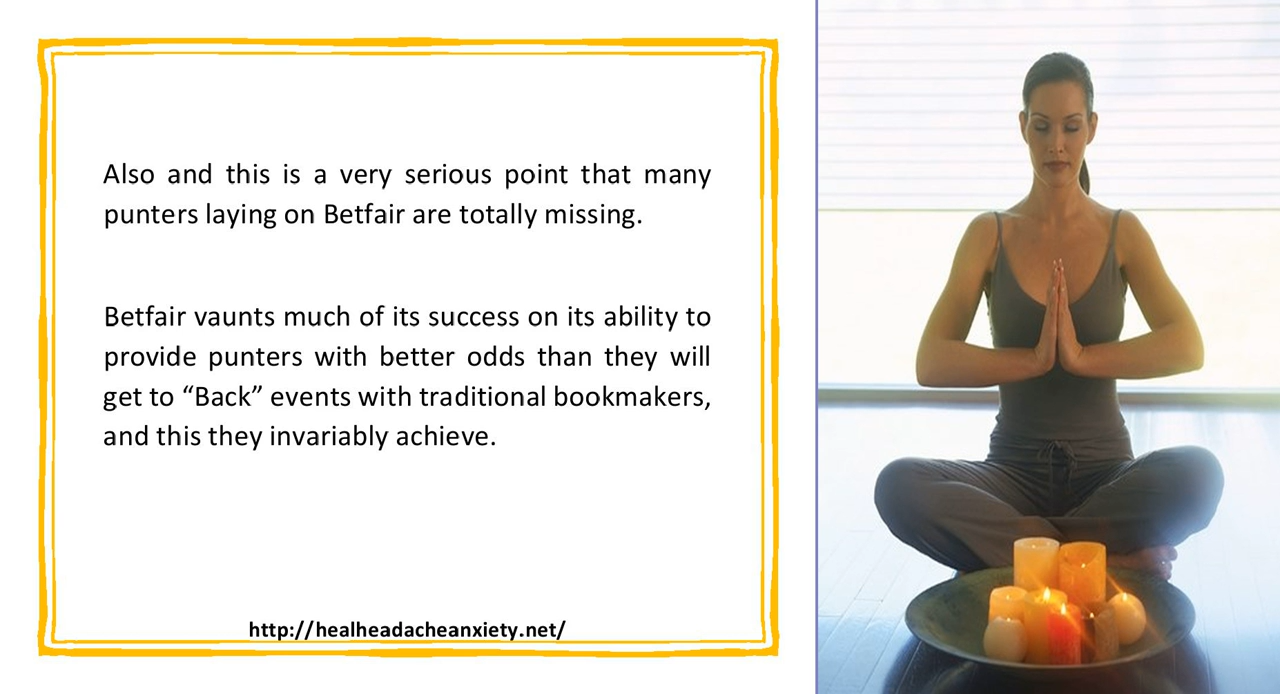 Also and this is a very serious point that many
punters laying on Betfair are totally missing.
Betfair vaunts much of its success on its ability to
provide punters with better odds than they will
get to “Back” events with traditional bookmakers,
and this they invariably achieve.
http://healheadacheanxiety.net/